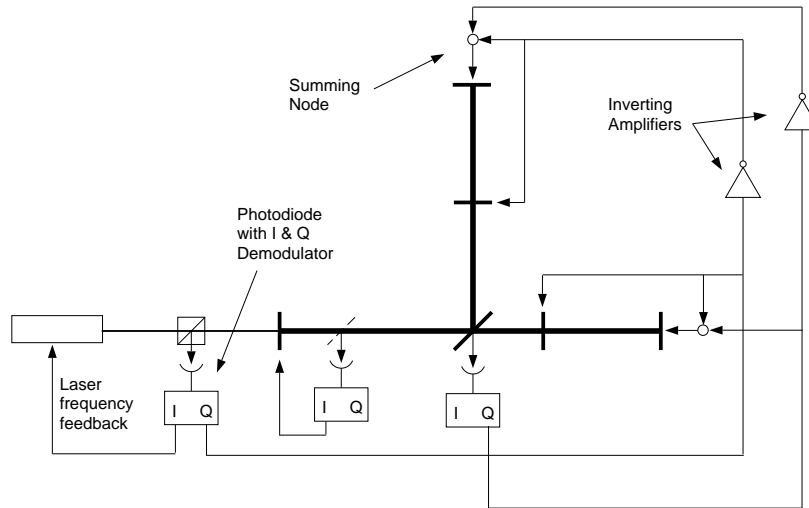 Summing
Node
Inverting
Amplifiers
Photodiode
with I & Q
Demodulator
Laser
frequency
feedback
I Q
I Q
I Q